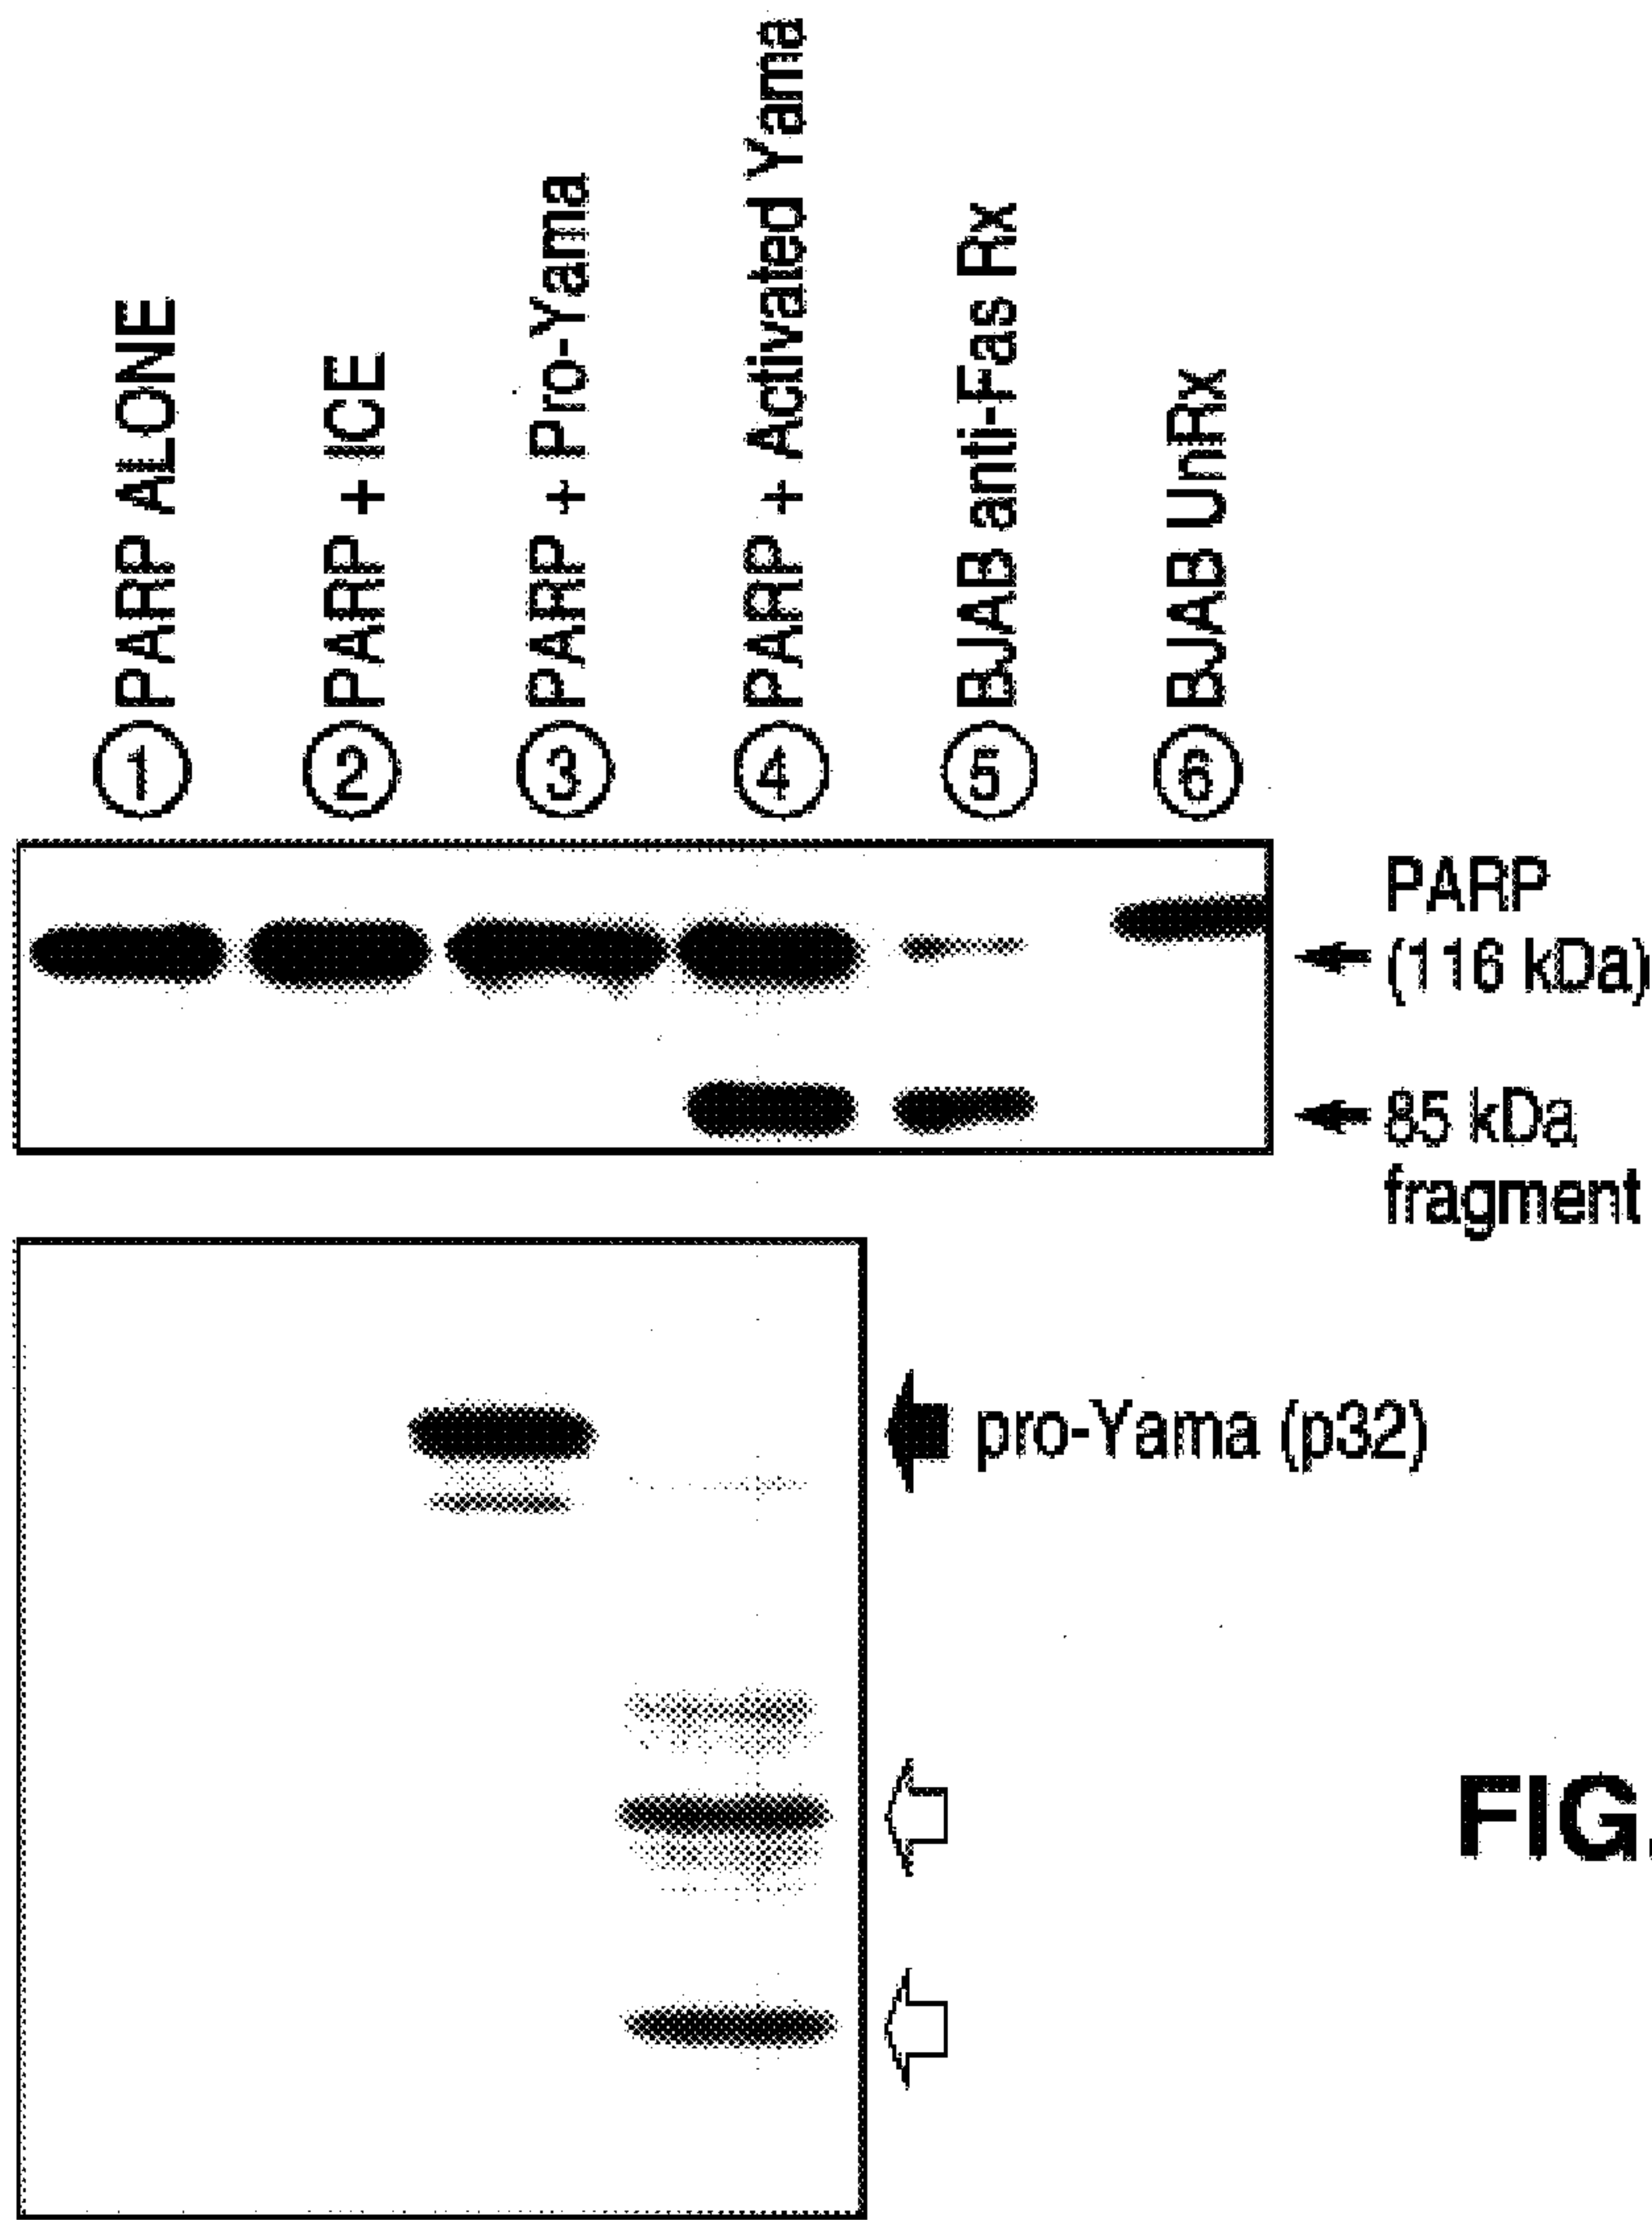 ① PARP ALONE
② PARP + ICE
③ PARP + Pro-Yama
④ PARP + Activated Yama
⑤ BJAB anti-Fas Rx
⑥ BJAB UnRx
PARP
(116 kDa)
85 kDa
fragment
pro-Yama (p32)
FIG.